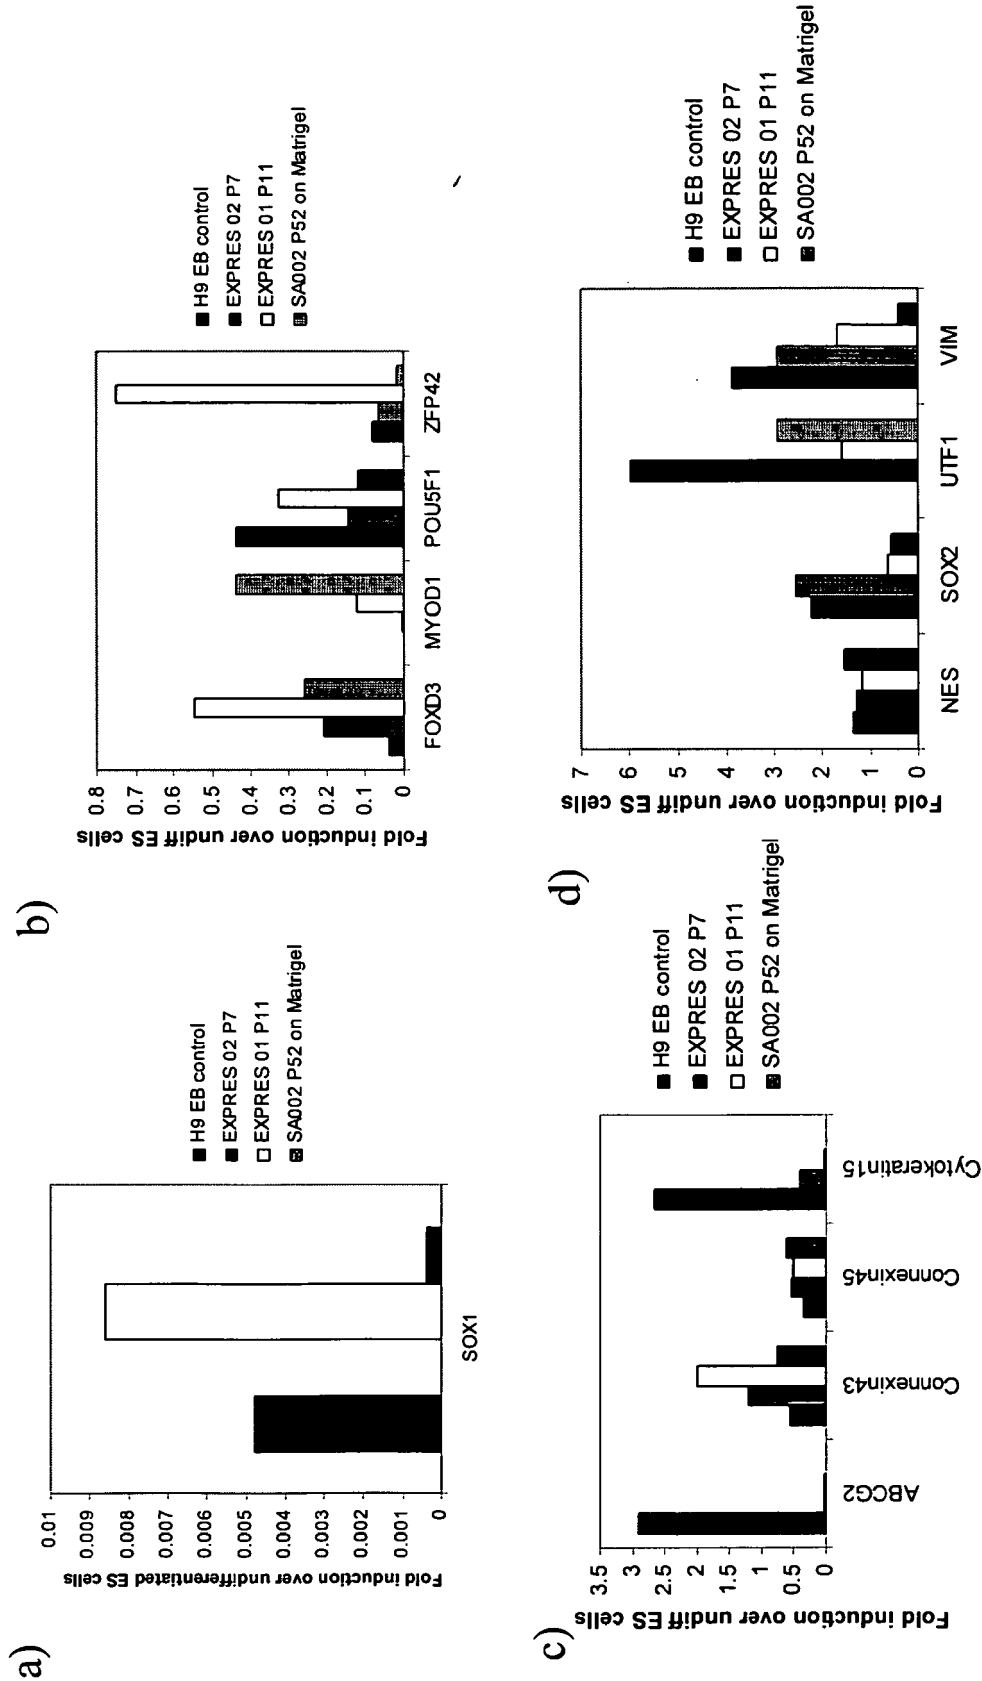 a)
Fold induction over undifferentiated ES cells
0.01
0.009
0.008
0.007
0.006
0.005
0.004
0.003
0.002
0.001
0
SOX1
H9 EB control
EXPRES 02 P7
EXPRES 01 P11
SA002 P52 on Matrigel
b)
Fold induction over undiff ES cells
0.8
0.7
0.6
0.5
0.4
0.3
0.2
0.1
0
FOXD3 MYOD1 POU5F1 ZFP42
H9 EB control
EXPRES 02 P7
EXPRES 01 P11
SA002 P52 on Matrigel
c)
Fold induction over undiff ES cells
3.5
3
2.5
2
1.5
1
0.5
0
ABCG2 Connexin43 Connexin45 Cytokeratin15
H9 EB control
EXPRES 02 P7
EXPRES 01 P11
SA002 P52 on Matrigel
d)
Fold induction over undiff ES cells
7
6
5
4
3
2
1
0
NES SOX2 UTF1 VIM
H9 EB control
EXPRES 02 P7
EXPRES 01 P11
SA002 P52 on Matrigel